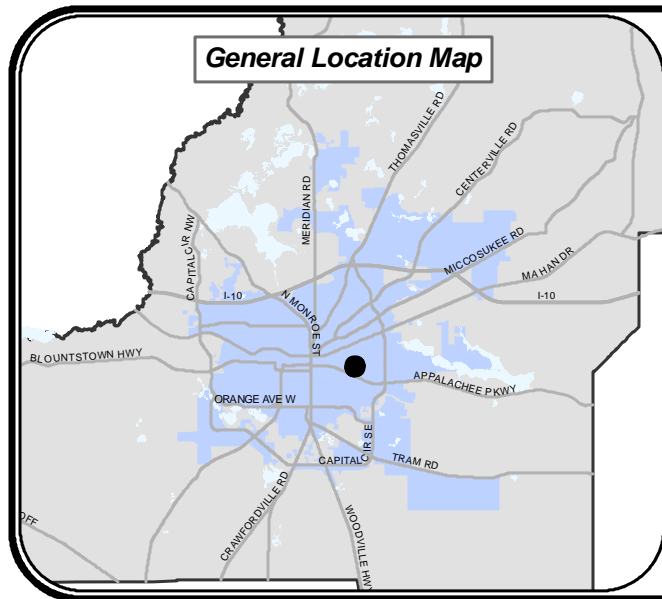 General Location Map
THOMASVILLE RD
CENTERVILLE RD
MERIDIAN RD
CAPITAL CIR NW
MICCOSUKEE RD
MAHAN DR
I-10
N MONROE ST
I-10
BLOUNTSTOWN HWY
APPALACHEE PKWY
ORANGE AVE W
CAPITAL CIR SE
TRAM RD
CRAWFORDVILLE RD
WOODVILLE HWY
OFF